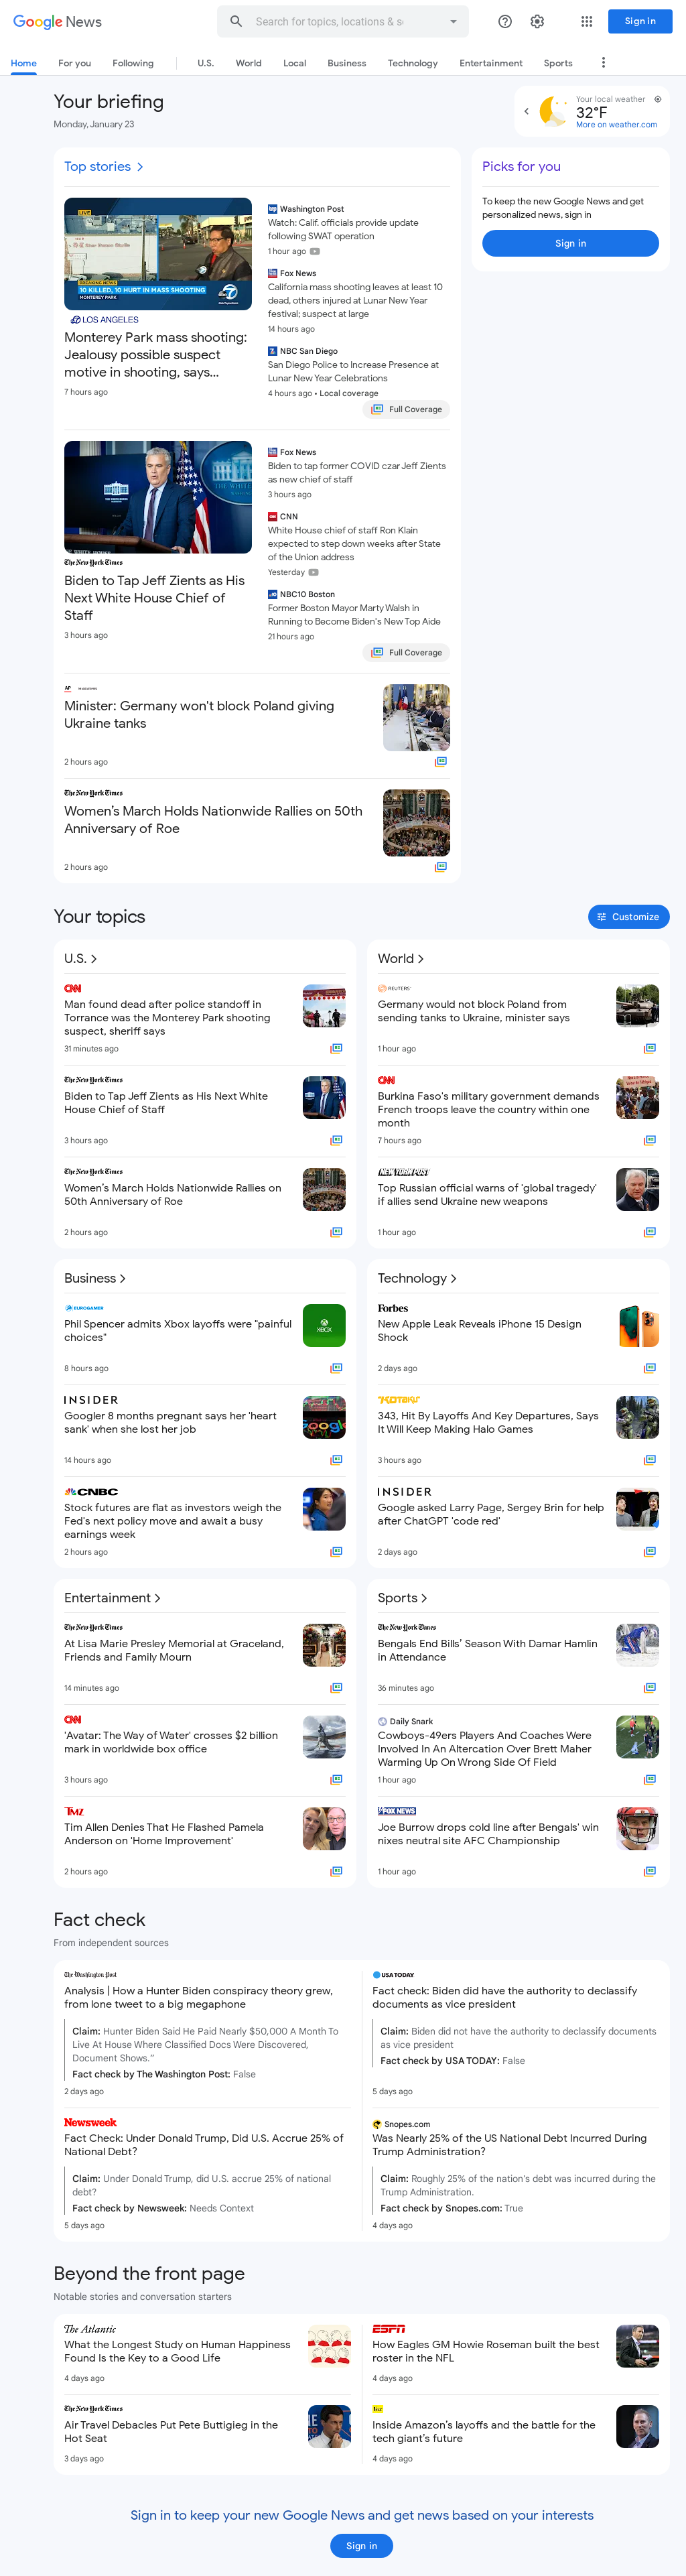 Google News
Search for topics, locations & s
Sign in
Home
For you
Following
U.S.
World
Local
Business
Technology
Entertainment
Sports
Your briefing
Monday, January 23
Your local weather
32°F
More on weather.com
Top stories
LIVE
BREAKING NEWS
10 KILLED, 10 HURT IN MASS SHOOTING
MONTEREY PARK
LOS ANGELES
Monterey Park mass shooting:
Jealousy possible suspect
motive in shooting, says...
7 hours ago
Washington Post
Watch: Calif. officials provide update
following SWAT operation
1 hour ago
Fox News
California mass shooting leaves at least 10
dead, others injured at Lunar New Year
festival; suspect at large
14 hours ago
NBC San Diego
San Diego Police to Increase Presence at
Lunar New Year Celebrations
4 hours ago • Local coverage
Full Coverage
Picks for you
To keep the new Google News and get
personalized news, sign in
Sign in
The New York Times
Biden to Tap Jeff Zients as His
Next White House Chief of
Staff
3 hours ago
Fox News
Biden to tap former COVID czar Jeff Zients
as new chief of staff
3 hours ago
CNN
White House chief of staff Ron Klain
expected to step down weeks after State
of the Union address
Yesterday
NBC10 Boston
Former Boston Mayor Marty Walsh in
Running to Become Biden's New Top Aide
21 hours ago
Full Coverage
AP
Minister: Germany won't block Poland giving
Ukraine tanks
2 hours ago
The New York Times
Women's March Holds Nationwide Rallies on 50th
Anniversary of Roe
2 hours ago
Your topics
Customize
U.S.
CNN
Man found dead after police standoff in
Torrance was the Monterey Park shooting
suspect, sheriff says
31 minutes ago
The New York Times
Biden to Tap Jeff Zients as His Next White
House Chief of Staff
3 hours ago
The New York Times
Women's March Holds Nationwide Rallies on
50th Anniversary of Roe
2 hours ago
World
REUTERS
Germany would not block Poland from
sending tanks to Ukraine, minister says
1 hour ago
CNN
Burkina Faso's military government demands
French troops leave the country within one
month
7 hours ago
NEW YORK POST
Top Russian official warns of 'global tragedy'
if allies send Ukraine new weapons
1 hour ago
Business
EUROGAMER
Phil Spencer admits Xbox layoffs were "painful
choices"
XBOX
8 hours ago
INSIDER
Googler 8 months pregnant says her 'heart
sank' when she lost her job
Google
14 hours ago
CNBC
Stock futures are flat as investors weigh the
Fed's next policy move and await a busy
earnings week
2 hours ago
Technology
Forbes
New Apple Leak Reveals iPhone 15 Design
Shock
2 days ago
KOTAKU
343, Hit By Layoffs And Key Departures, Says
It Will Keep Making Halo Games
3 hours ago
INSIDER
Google asked Larry Page, Sergey Brin for help
after ChatGPT 'code red'
2 days ago
Entertainment
The New York Times
At Lisa Marie Presley Memorial at Graceland,
Friends and Family Mourn
14 minutes ago
CNN
'Avatar: The Way of Water' crosses $2 billion
mark in worldwide box office
3 hours ago
TMZ
Tim Allen Denies That He Flashed Pamela
Anderson on 'Home Improvement'
2 hours ago
Sports
The New York Times
Bengals End Bills' Season With Damar Hamlin
in Attendance
36 minutes ago
Daily Snark
Cowboys-49ers Players And Coaches Were
Involved In An Altercation Over Brett Maher
Warming Up On Wrong Side Of Field
1 hour ago
FOX NEWS
Joe Burrow drops cold line after Bengals' win
nixes neutral site AFC Championship
1 hour ago
Fact check
From independent sources
The Washington Post
Analysis | How a Hunter Biden conspiracy theory grew,
from lone tweet to a big megaphone
Claim: Hunter Biden Said He Paid Nearly $50,000 A Month To
Live At House Where Classified Docs Were Discovered,
Document Shows."
Fact check by The Washington Post: False
2 days ago
USA TODAY
Fact check: Biden did have the authority to declassify
documents as vice president
Claim: Biden did not have the authority to declassify documents
as vice president
Fact check by USA TODAY: False
5 days ago
Newsweek
Fact Check: Under Donald Trump, Did U.S. Accrue 25% of
National Debt?
Claim: Under Donald Trump, did U.S. accrue 25% of national
debt?
Fact check by Newsweek: Needs Context
5 days ago
Snopes.com
Was Nearly 25% of the US National Debt Incurred During
Trump Administration?
Claim: Roughly 25% of the nation's debt was incurred during the
Trump Administration.
Fact check by Snopes.com: True
4 days ago
Beyond the front page
Notable stories and conversation starters
The Atlantic
What the Longest Study on Human Happiness
Found Is the Key to a Good Life
4 days ago
ESPN
How Eagles GM Howie Roseman built the best
roster in the NFL
4 days ago
The New York Times
Air Travel Debacles Put Pete Buttigieg in the
Hot Seat
3 days ago
Vox
Inside Amazon's layoffs and the battle for the
tech giant's future
4 days ago
Sign in to keep your new Google News and get news based on your interests
Sign in